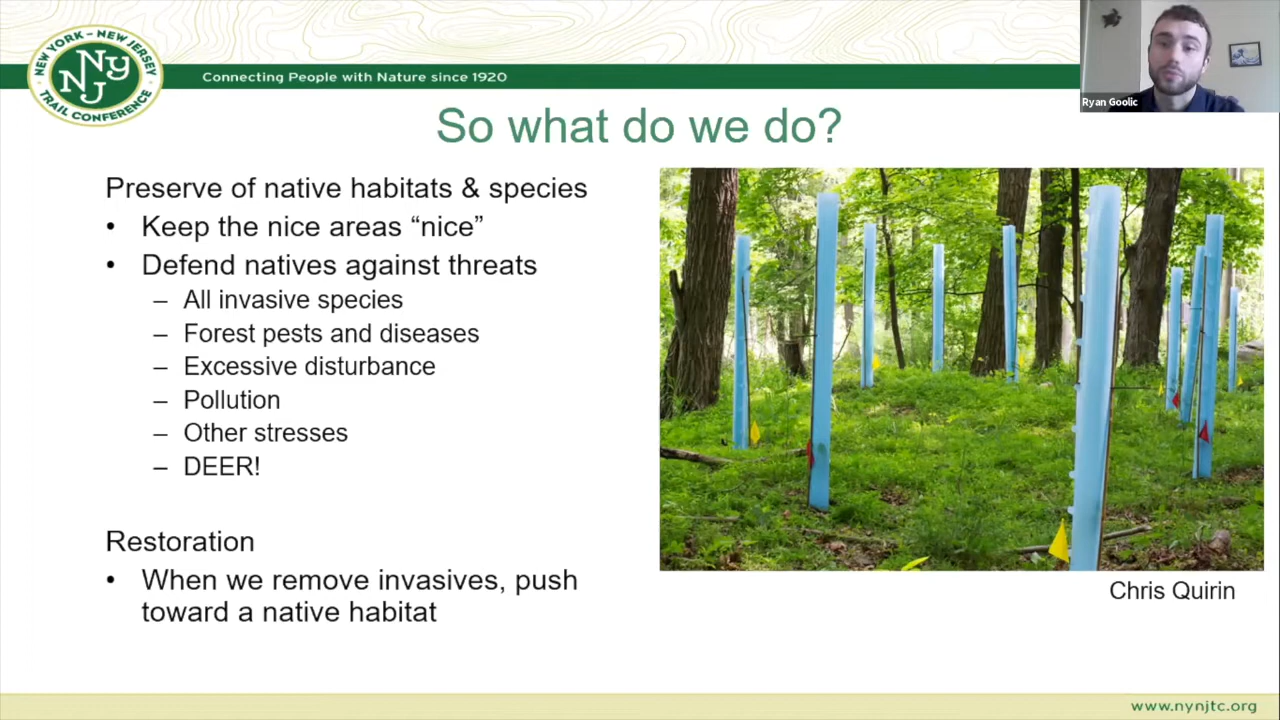 NEW YORK – NEW JERSEY
NY
NJ
TRAIL CONFERENCE
Connecting People with Nature since 1920
Ryan Goolic
So what do we do?
Preserve of native habitats & species
• Keep the nice areas “nice”
• Defend natives against threats
– All invasive species
– Forest pests and diseases
– Excessive disturbance
– Pollution
– Other stresses
– DEER!
Restoration
• When we remove invasives, push
toward a native habitat
Chris Quirin
www.nynjtc.org